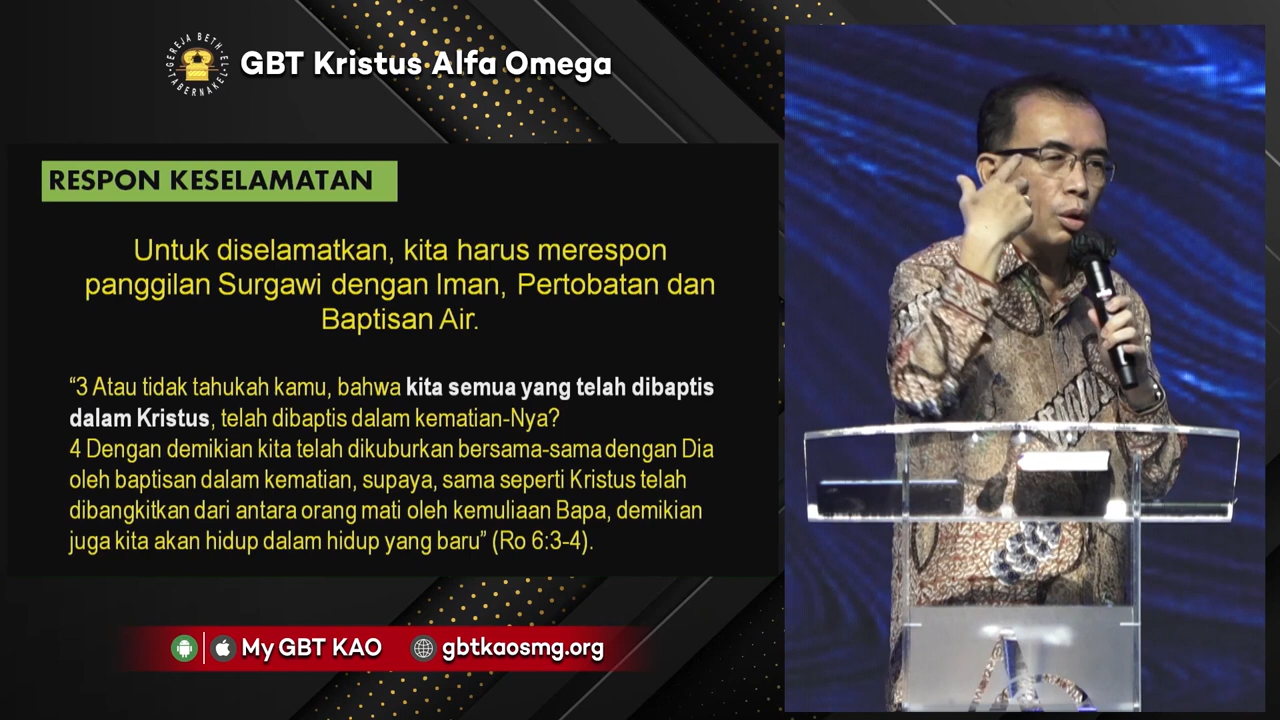 GEREJA BETH-EL TABERNAKEL
GBT Kristus Alfa Omega
RESPON KESELAMATAN
Untuk diselamatkan, kita harus merespon
panggilan Surgawi dengan Iman, Pertobatan dan
Baptisan Air.
“3 Atau tidak tahukah kamu, bahwa kita semua yang telah dibaptis
dalam Kristus, telah dibaptis dalam kematian-Nya?
4 Dengan demikian kita telah dikuburkan bersama-sama dengan Dia
oleh baptisan dalam kematian, supaya, sama seperti Kristus telah
dibangkitkan dari antara orang mati oleh kemuliaan Bapa, demikian
juga kita akan hidup dalam hidup yang baru” (Ro 6:3-4).
My GBT KAO
gbtkaosmg.org